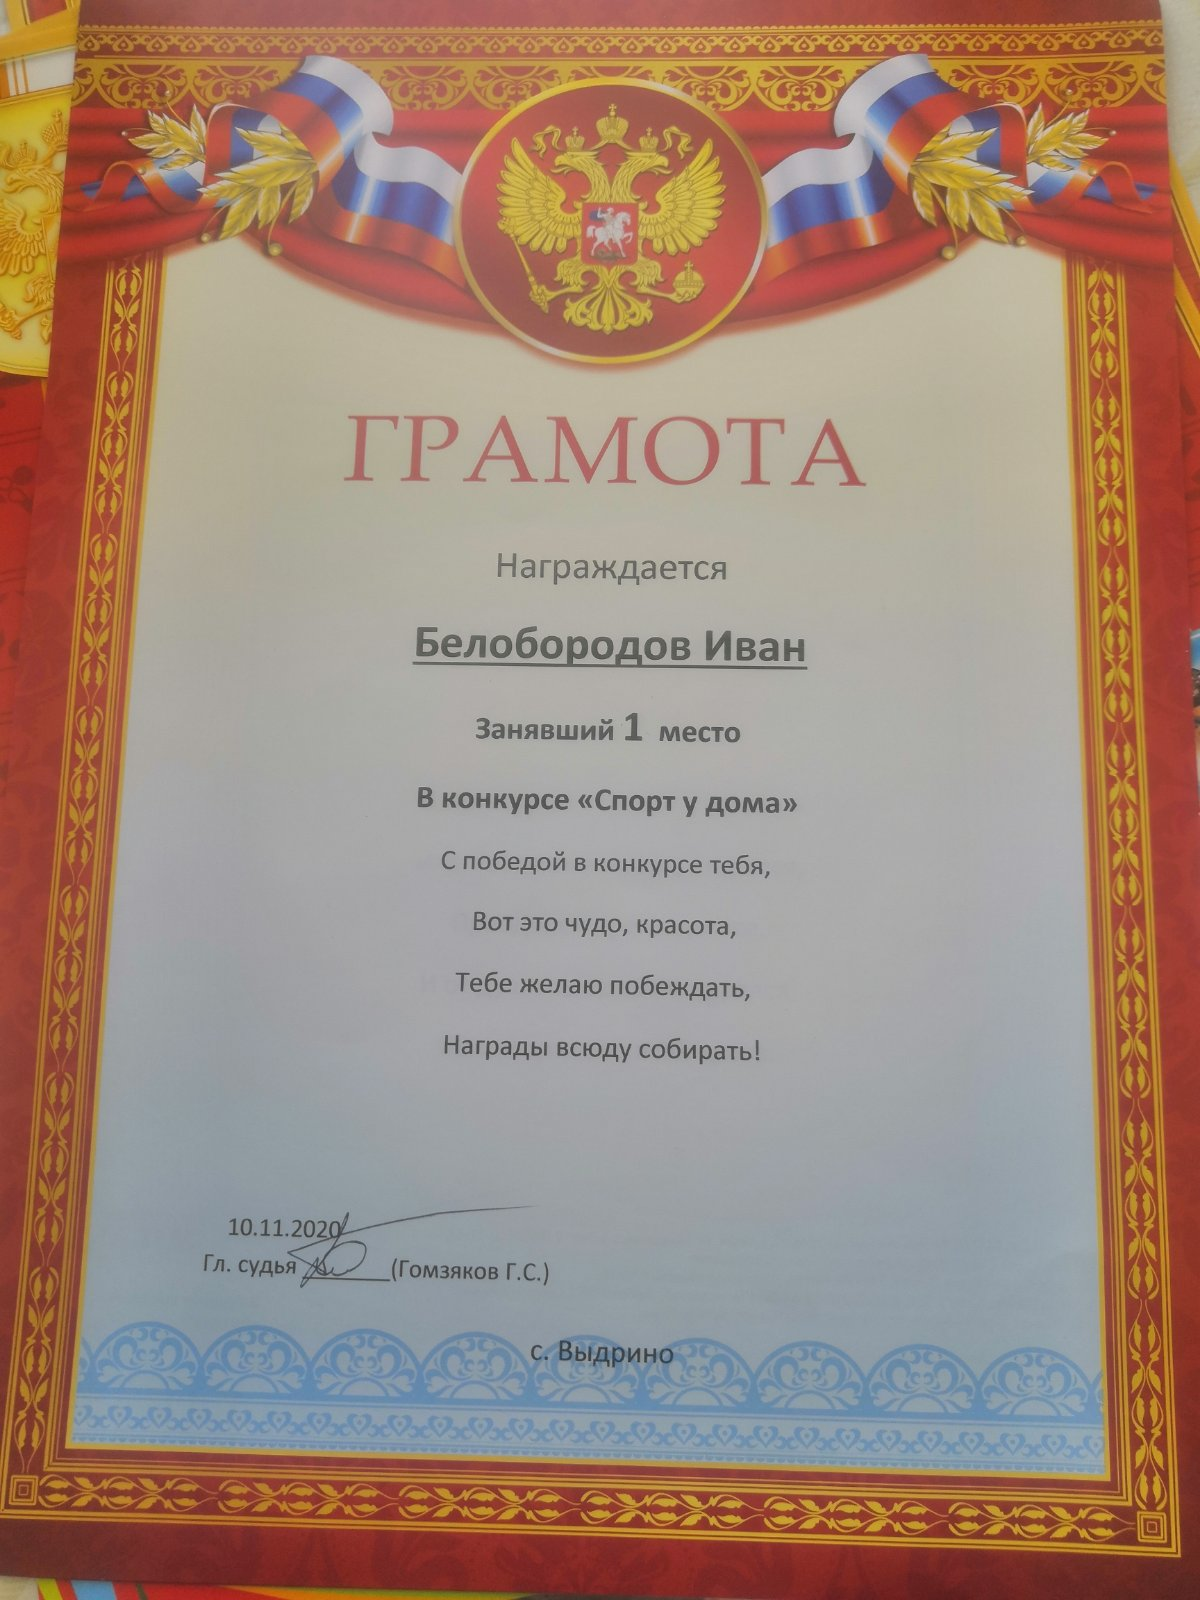 ГРАМОТА
Награждается
Белобородов Иван
Занявший 1 место
В конкурсе «Спорт у дома»
С победой в конкурсе тебя,
Вот это чудо, красота,
Тебе желаю побеждать,
Награды всюду собирать!
10.11.2020
Гл. судья ______(Гомзяков Г.С.)
с. Выдрино